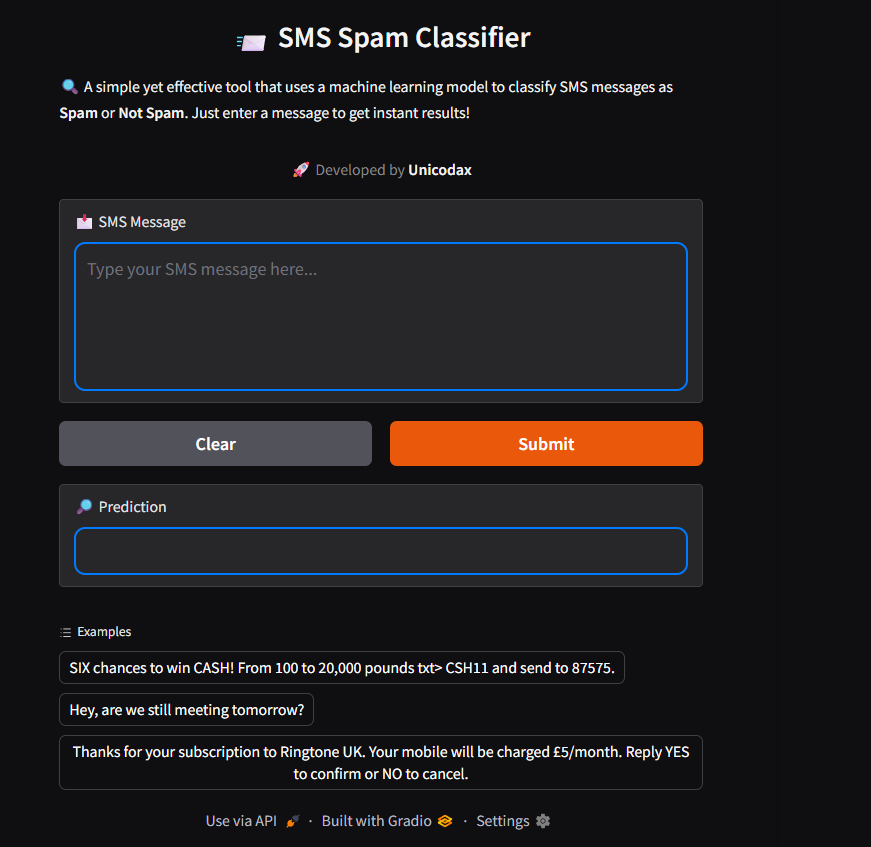 SMS Spam Classifier
A simple yet effective tool that uses a machine learning model to classify SMS messages as
Spam or Not Spam. Just enter a message to get instant results!
Developed by Unicodax
SMS Message
Type your SMS message here...
Clear
Submit
Prediction
Examples
SIX chances to win CASH! From 100 to 20,000 pounds txt> CSH11 and send to 87575.
Hey, are we still meeting tomorrow?
Thanks for your subscription to Ringtone UK. Your mobile will be charged £5/month. Reply YES
to confirm or NO to cancel.
Use via API · Built with Gradio · Settings